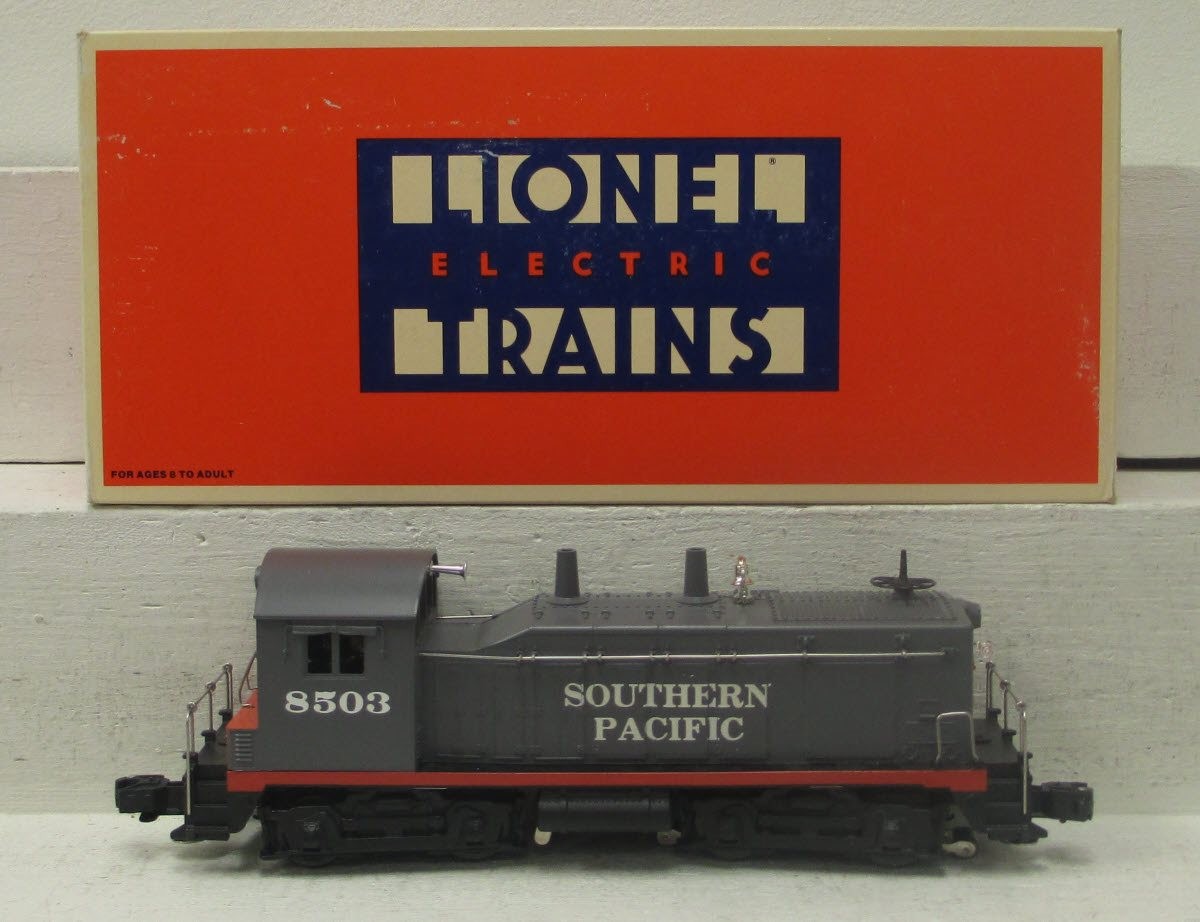 LIONEL®
ELECTRIC
TRAINS
FOR AGES 8 TO ADULT
8503
SOUTHERN
PACIFIC